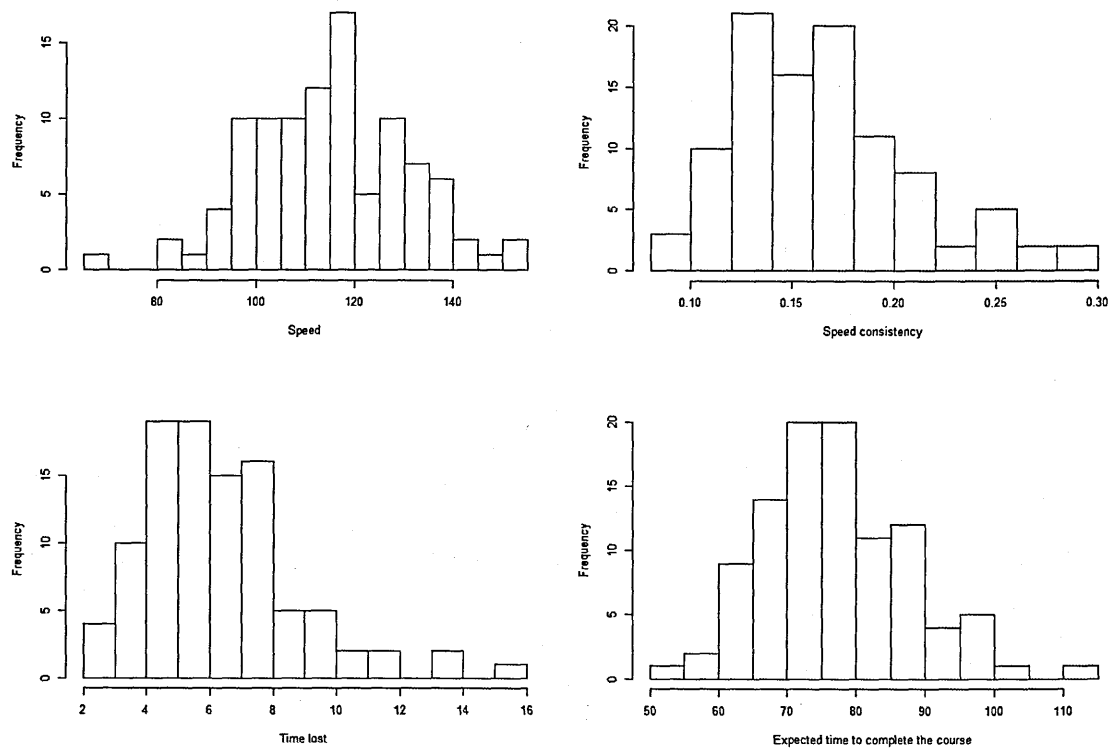 Frequency
0 5 10 15
80 100 120 140
Speed
Frequency
0 5 10 15 20
0.10 0.15 0.20 0.25 0.30
Speed consistency
Frequency
0 5 10 15
2 4 6 8 10 12 14 16
Time lost
Frequency
0 5 10 15 20
50 60 70 80 90 100 110
Expected time to complete the course